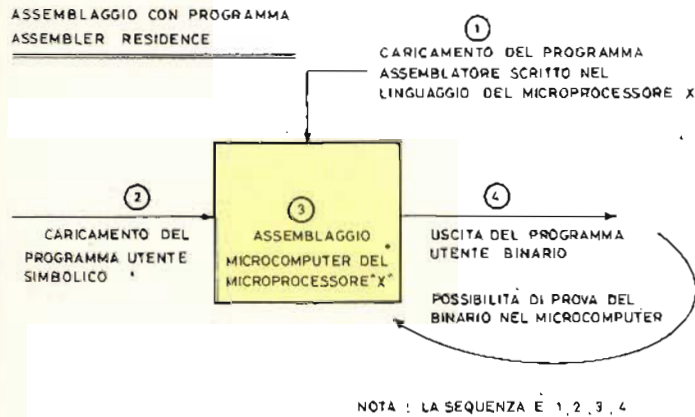 ASSEMBLAGGIO CON PROGRAMMA
ASSEMBLER RESIDENCE
1
CARICAMENTO DEL PROGRAMMA
ASSEMBLATORE SCRITTO NEL
LINGUAGGIO DEL MICROPROCESSORE X
2
CARICAMENTO DEL
PROGRAMMA UTENTE
SIMBOLICO
3
ASSEMBLAGGIO
MICROCOMPUTER DEL
MICROPROCESSORE "X"
4
USCITA DEL PROGRAMMA
UTENTE BINARIO
POSSIBILITÀ DI PROVA DEL
BINARIO NEL MICROCOMPUTER
NOTA : LA SEQUENZA È 1, 2, 3, 4